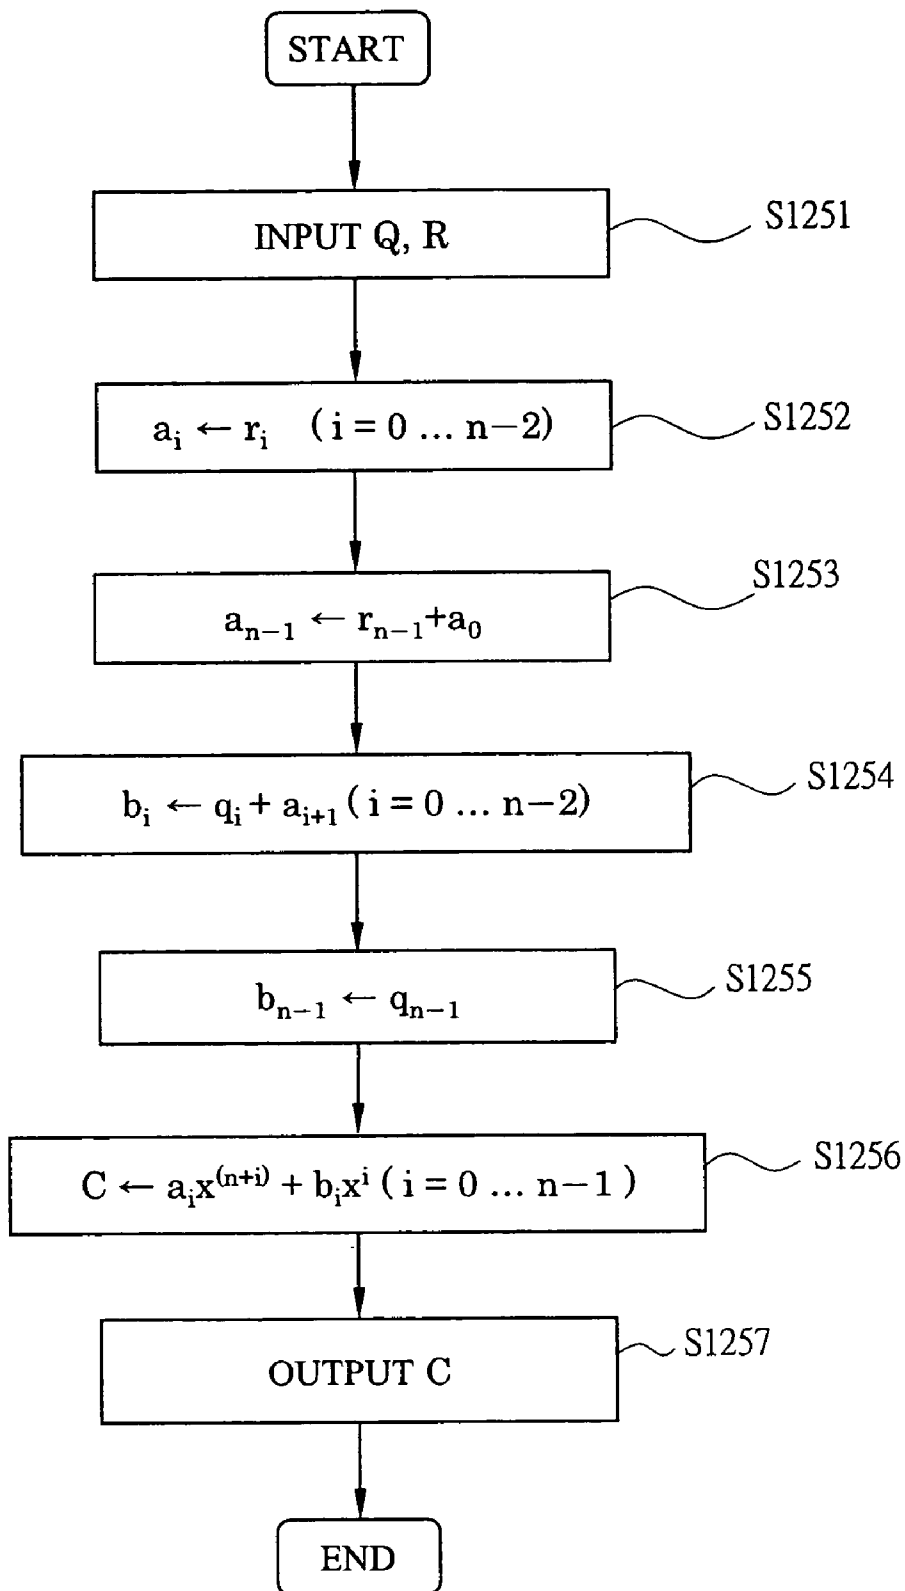 START
INPUT Q, R
S1251
aᵢ ← rᵢ (i = 0 ... n−2)
S1252
aₙ₋₁ ← rₙ₋₁+a₀
S1253
bᵢ ← qᵢ + aᵢ₊₁ (i = 0 ... n−2)
S1254
bₙ₋₁ ← qₙ₋₁
S1255
C ← aᵢx⁽ⁿ⁺ⁱ⁾ + bᵢxⁱ (i = 0 ... n−1)
S1256
OUTPUT C
S1257
END